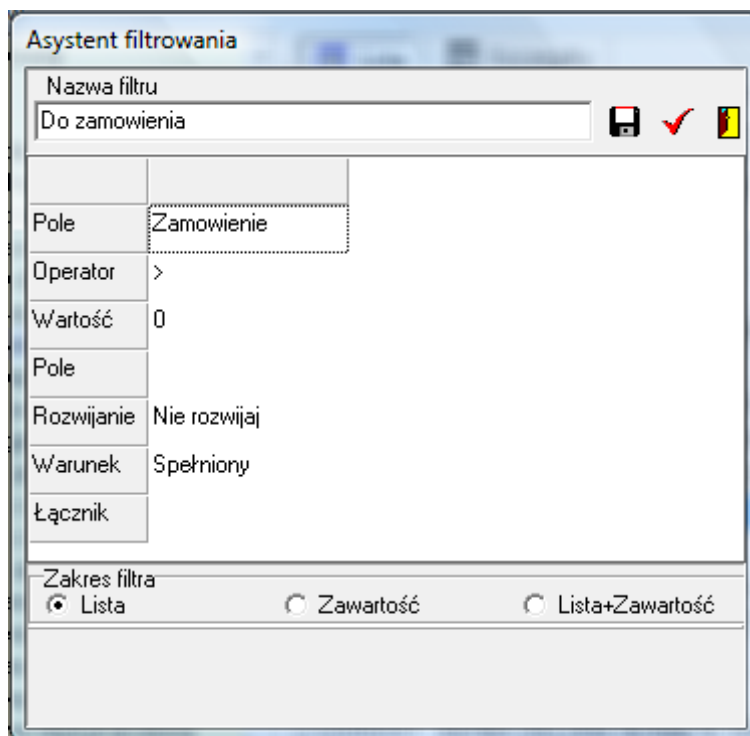 Asystent filtrowania
Nazwa filtru
Do zamowienia
Pole Zamowienie
Operator >
Wartość 0
Pole
Rozwijanie Nie rozwijaj
Warunek Spełniony
Łącznik
Zakres filtra
Lista Zawartość Lista+Zawartość